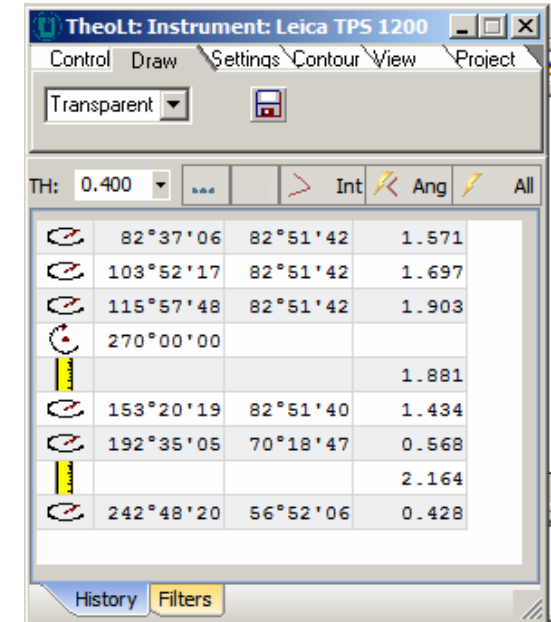 TheoLt: Instrument: Leica TPS 1200
Control Draw Settings Contour View Project
Transparent
TH: 0.400 Int Ang All
82°37'06 82°51'42 1.571
103°52'17 82°51'42 1.697
115°57'48 82°51'42 1.903
270°00'00
1.881
153°20'19 82°51'40 1.434
192°35'05 70°18'47 0.568
2.164
242°48'20 56°52'06 0.428
History Filters